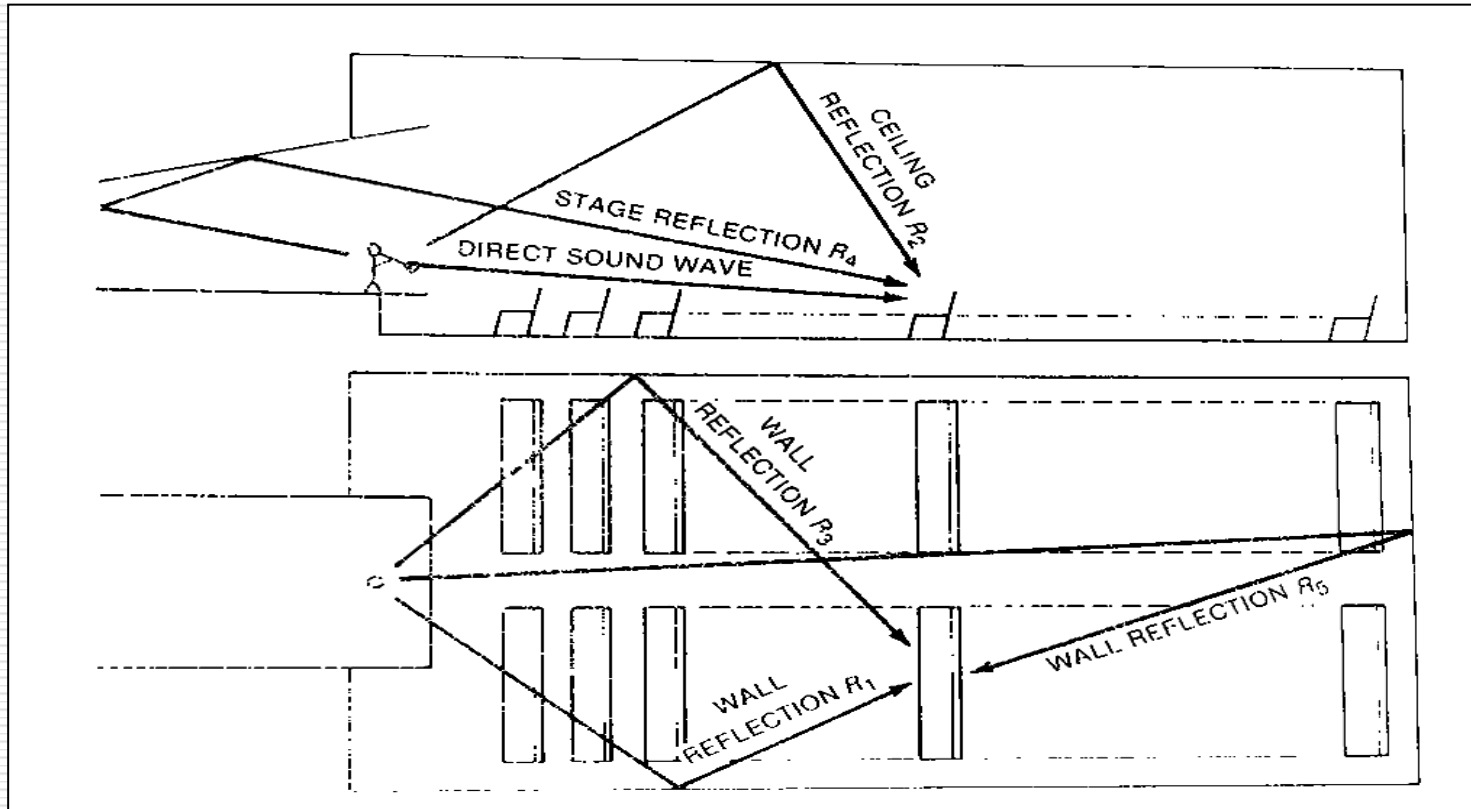 CEILING
REFLECTION R₂
STAGE REFLECTION R₄
DIRECT SOUND WAVE
WALL
REFLECTION R₃
WALL REFLECTION R₅
WALL
REFLECTION R₁